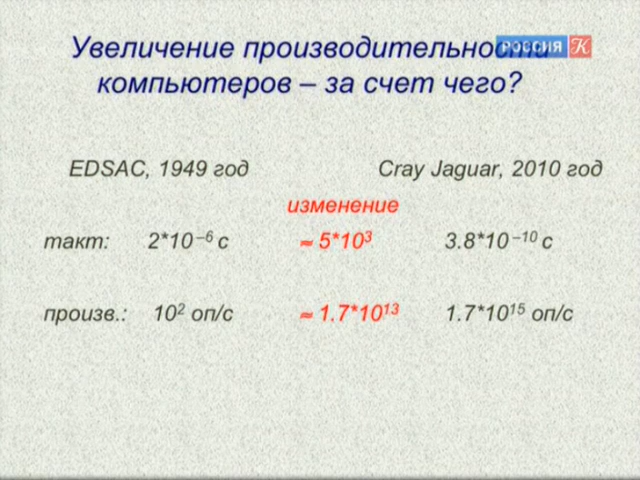 Увеличение производительности
РОССИЯ К
компьютеров – за счет чего?
EDSAC, 1949 год Cray Jaguar, 2010 год
изменение
такт: 2*10⁻⁶ с ≈ 5*10³ 3.8*10⁻¹⁰ с
произв.: 10² оп/с ≈ 1.7*10¹³ 1.7*10¹⁵ оп/с